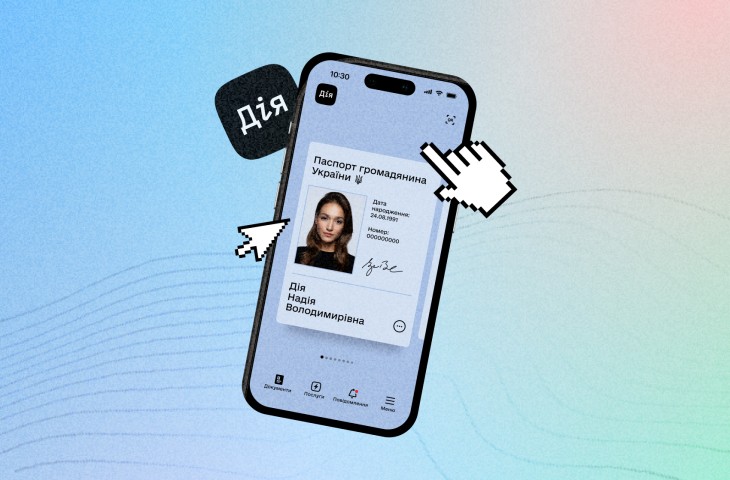 Дія
10:30
Дія
Паспорт громадянина
України
Дата
народження:
24.08.1991
Номер:
000000000
Дія
Надія
Володимирівна
Документи
Послуги
Повідомлення
Меню